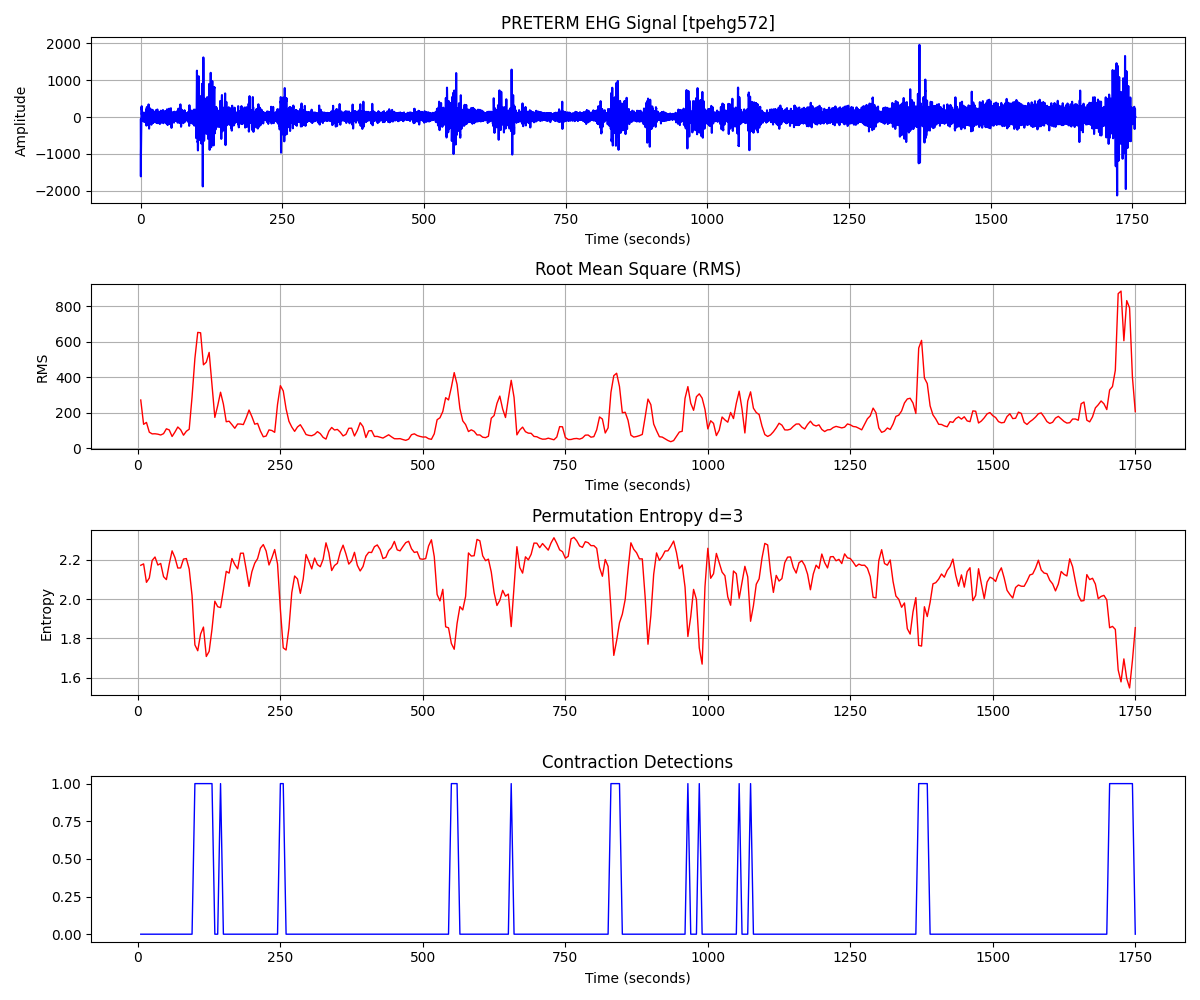 PRETERM EHG Signal [tpehg572]
2000
1000
0
−1000
−2000
Amplitude
0 250 500 750 1000 1250 1500 1750
Time (seconds)
Root Mean Square (RMS)
800
600
400
200
0
RMS
0 250 500 750 1000 1250 1500 1750
Time (seconds)
Permutation Entropy d=3
2.2
2.0
1.8
1.6
Entropy
0 250 500 750 1000 1250 1500 1750
Contraction Detections
1.00
0.75
0.50
0.25
0.00
0 250 500 750 1000 1250 1500 1750
Time (seconds)